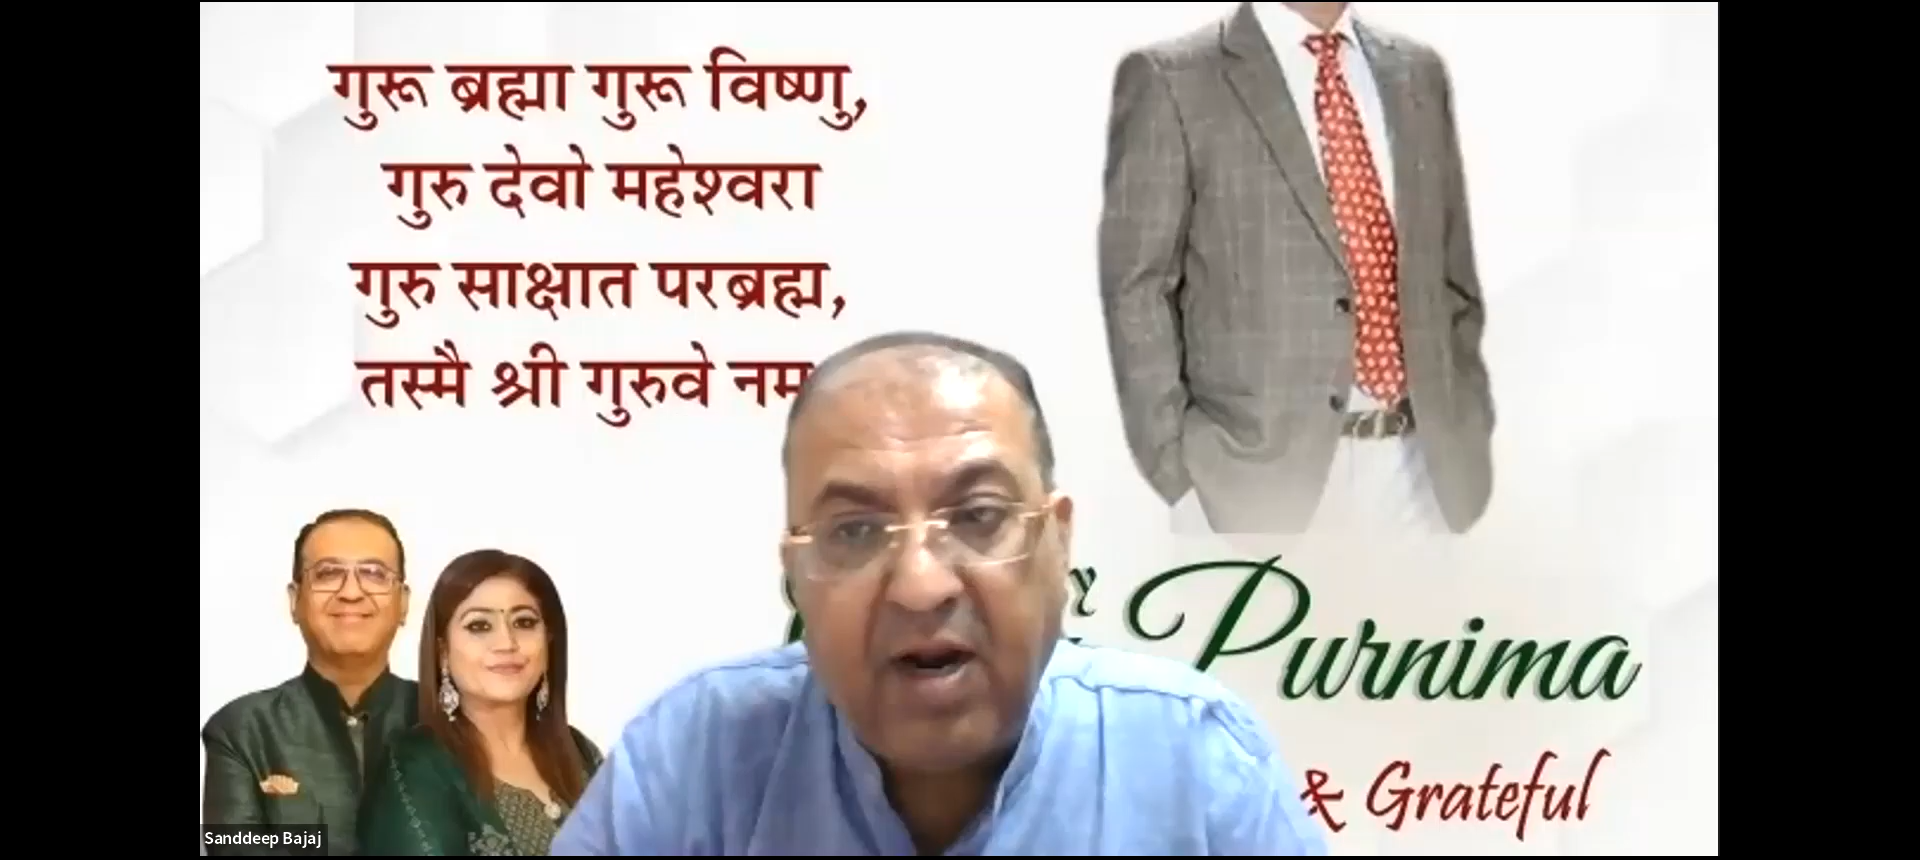 गुरू ब्रह्मा गुरू विष्णु,
गुरु देवो महेश्वरा
गुरु साक्षात परब्रह्म,
तस्मै श्री गुरुवे नम
Purnima
& Grateful
Sanddeep Bajaj